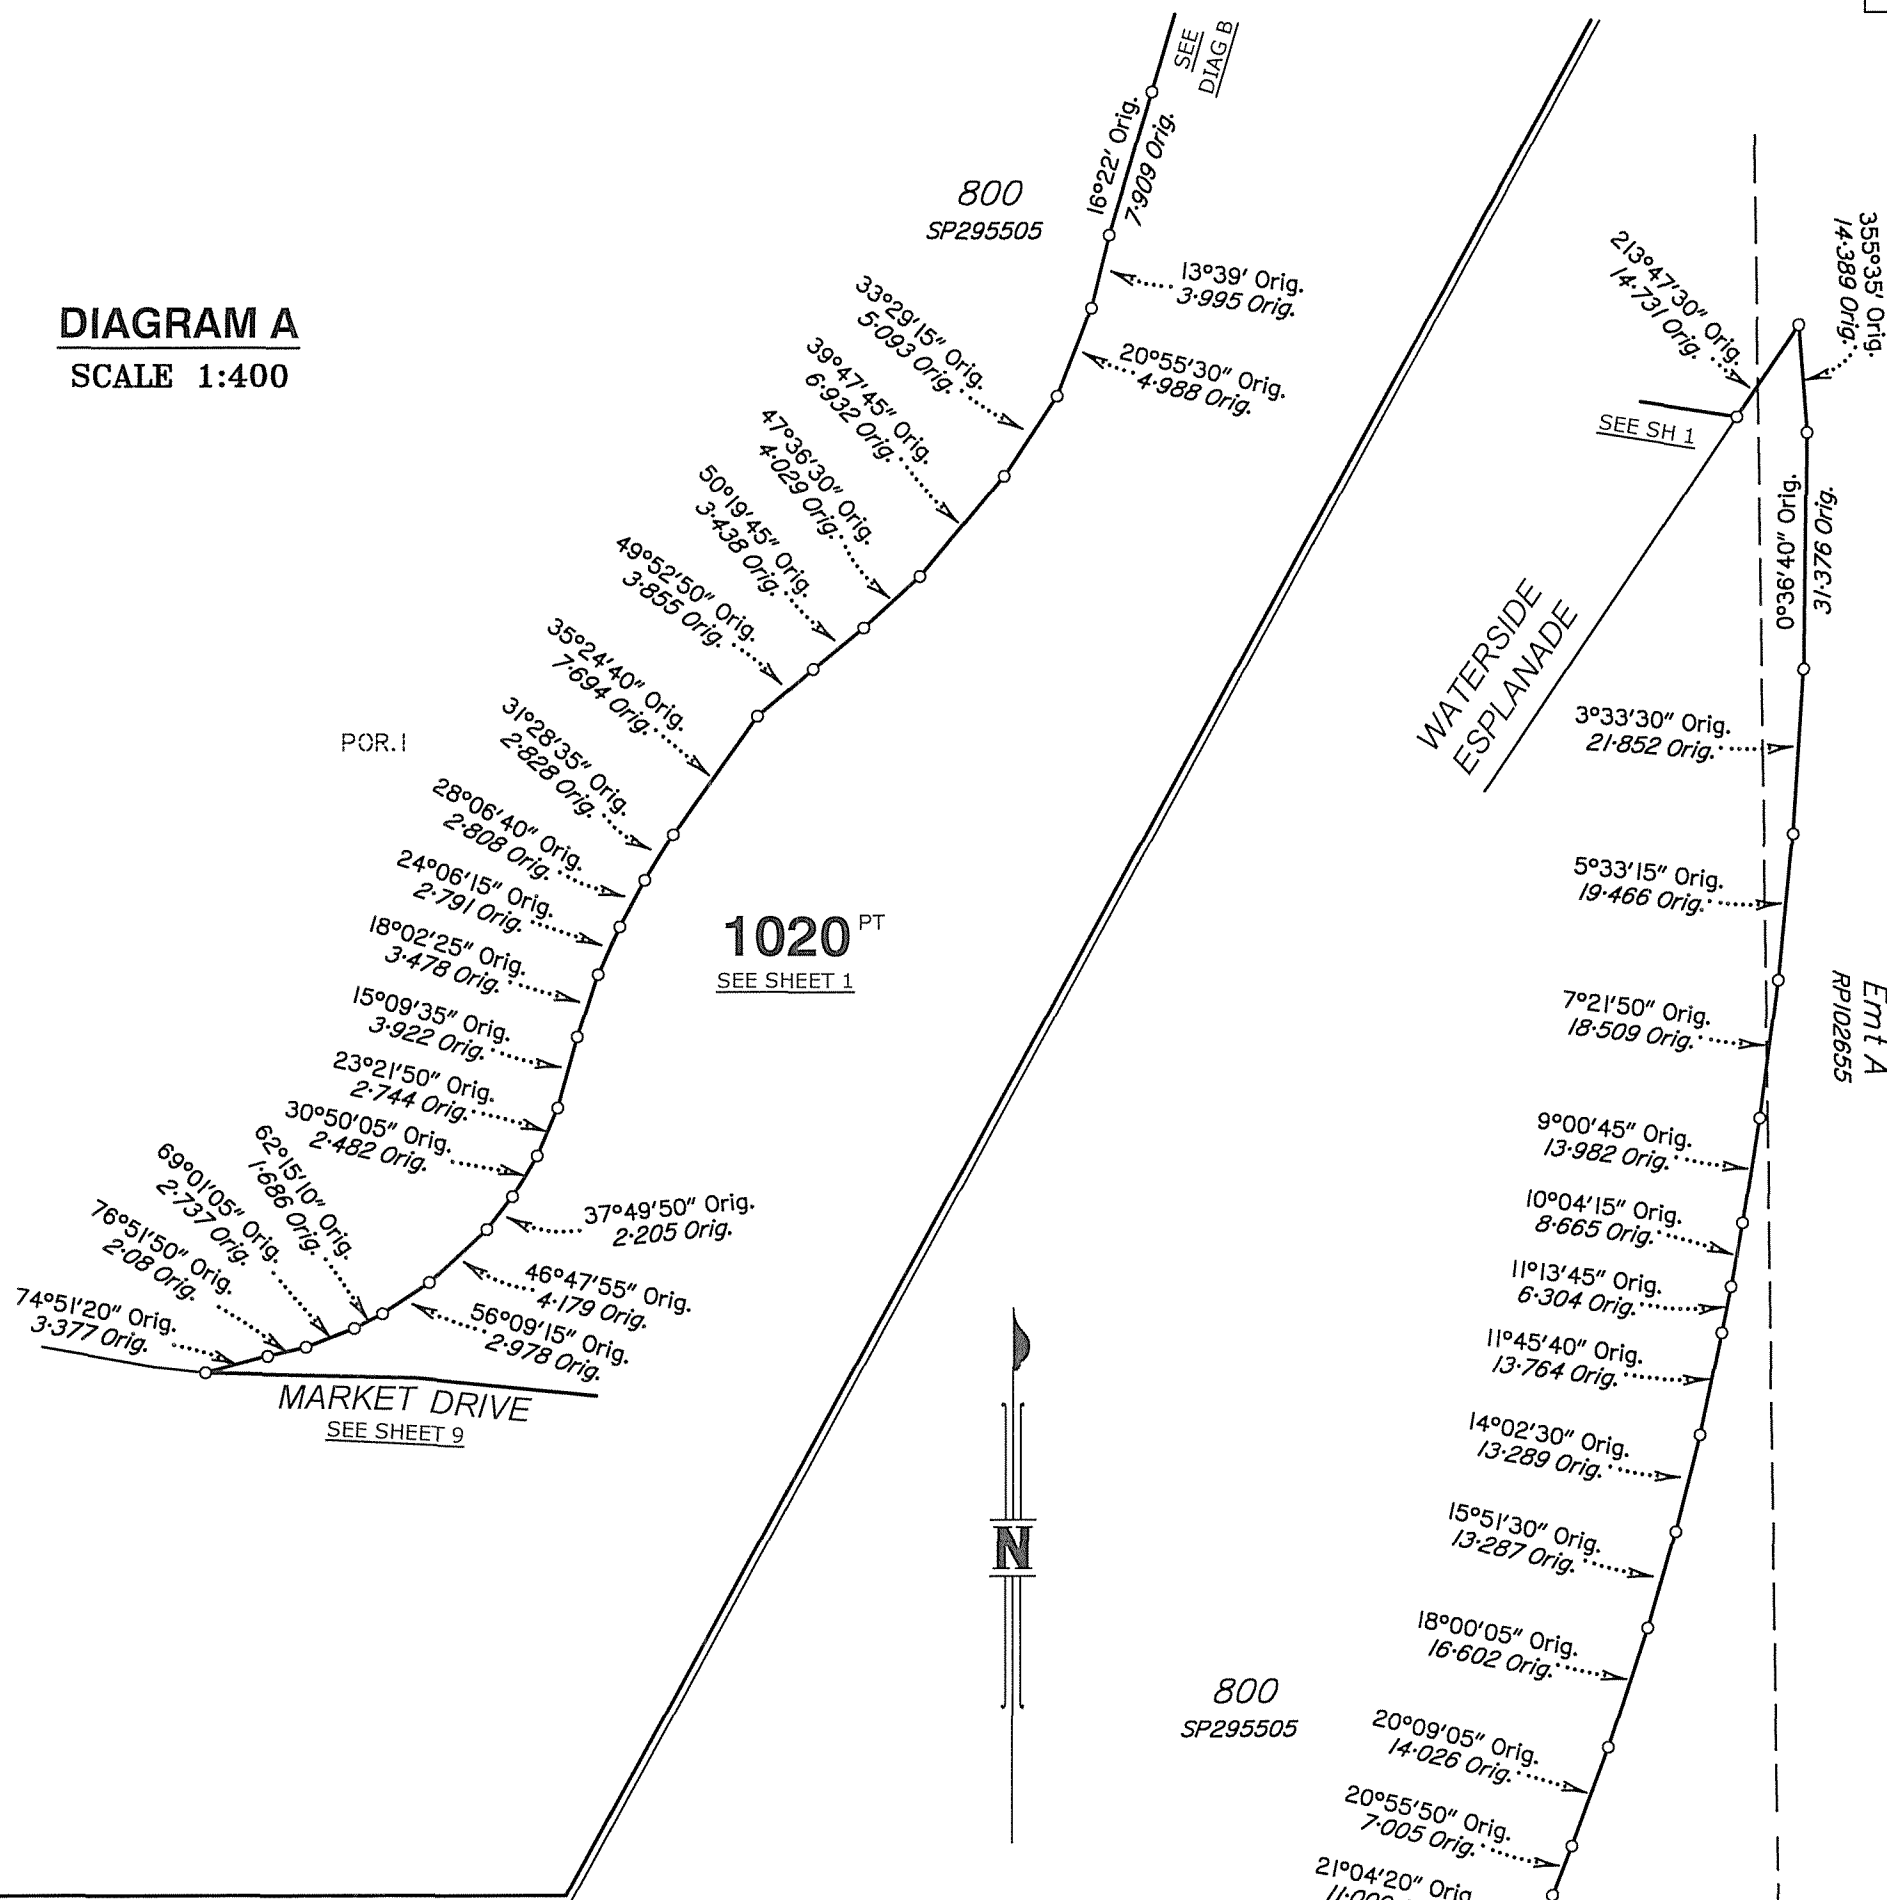 DIAGRAM A
SCALE 1:400
SEE
DIAG B
16°22' Orig.
7·909 Orig.
800
SP295505
13°39' Orig.
3·995 Orig.
20°55'30" Orig.
4·988 Orig.
33°29'15" Orig.
5·093 Orig.
39°47'45" Orig.
6·932 Orig.
47°36'30" Orig.
4·029 Orig.
50°19'45" Orig.
3·438 Orig.
49°52'50" Orig.
3·855 Orig.
35°24'40" Orig.
7·694 Orig.
31°28'35" Orig.
2·828 Orig.
POR.1
28°06'40" Orig.
2·808 Orig.
24°06'15" Orig.
2·791 Orig.
18°02'25" Orig.
3·478 Orig.
15°09'35" Orig.
3·922 Orig.
23°21'50" Orig.
2·744 Orig.
30°50'05" Orig.
2·482 Orig.
1020 PT
SEE SHEET 1
62°15'10" Orig.
1·686 Orig.
69°01'05" Orig.
2·737 Orig.
76°51'50" Orig.
2·08 Orig.
74°51'20" Orig.
3·377 Orig.
37°49'50" Orig.
2·205 Orig.
46°47'55" Orig.
4·179 Orig.
56°09'15" Orig.
2·978 Orig.
MARKET DRIVE
SEE SHEET 9
N
213°47'30" Orig.
14·731 Orig.
355°35' Orig.
14·389 Orig.
SEE SH 1
0°36'40" Orig.
31·376 Orig.
WATERSIDE
ESPLANADE
3°33'30" Orig.
21·852 Orig.
5°33'15" Orig.
19·466 Orig.
7°21'50" Orig.
18·509 Orig.
Emt A
RP102655
9°00'45" Orig.
13·982 Orig.
10°04'15" Orig.
8·665 Orig.
11°13'45" Orig.
6·304 Orig.
11°45'40" Orig.
13·764 Orig.
14°02'30" Orig.
13·289 Orig.
15°51'30" Orig.
13·287 Orig.
18°00'05" Orig.
16·602 Orig.
800
SP295505
20°09'05" Orig.
14·026 Orig.
20°55'50" Orig.
7·005 Orig.
21°04'20" Orig.